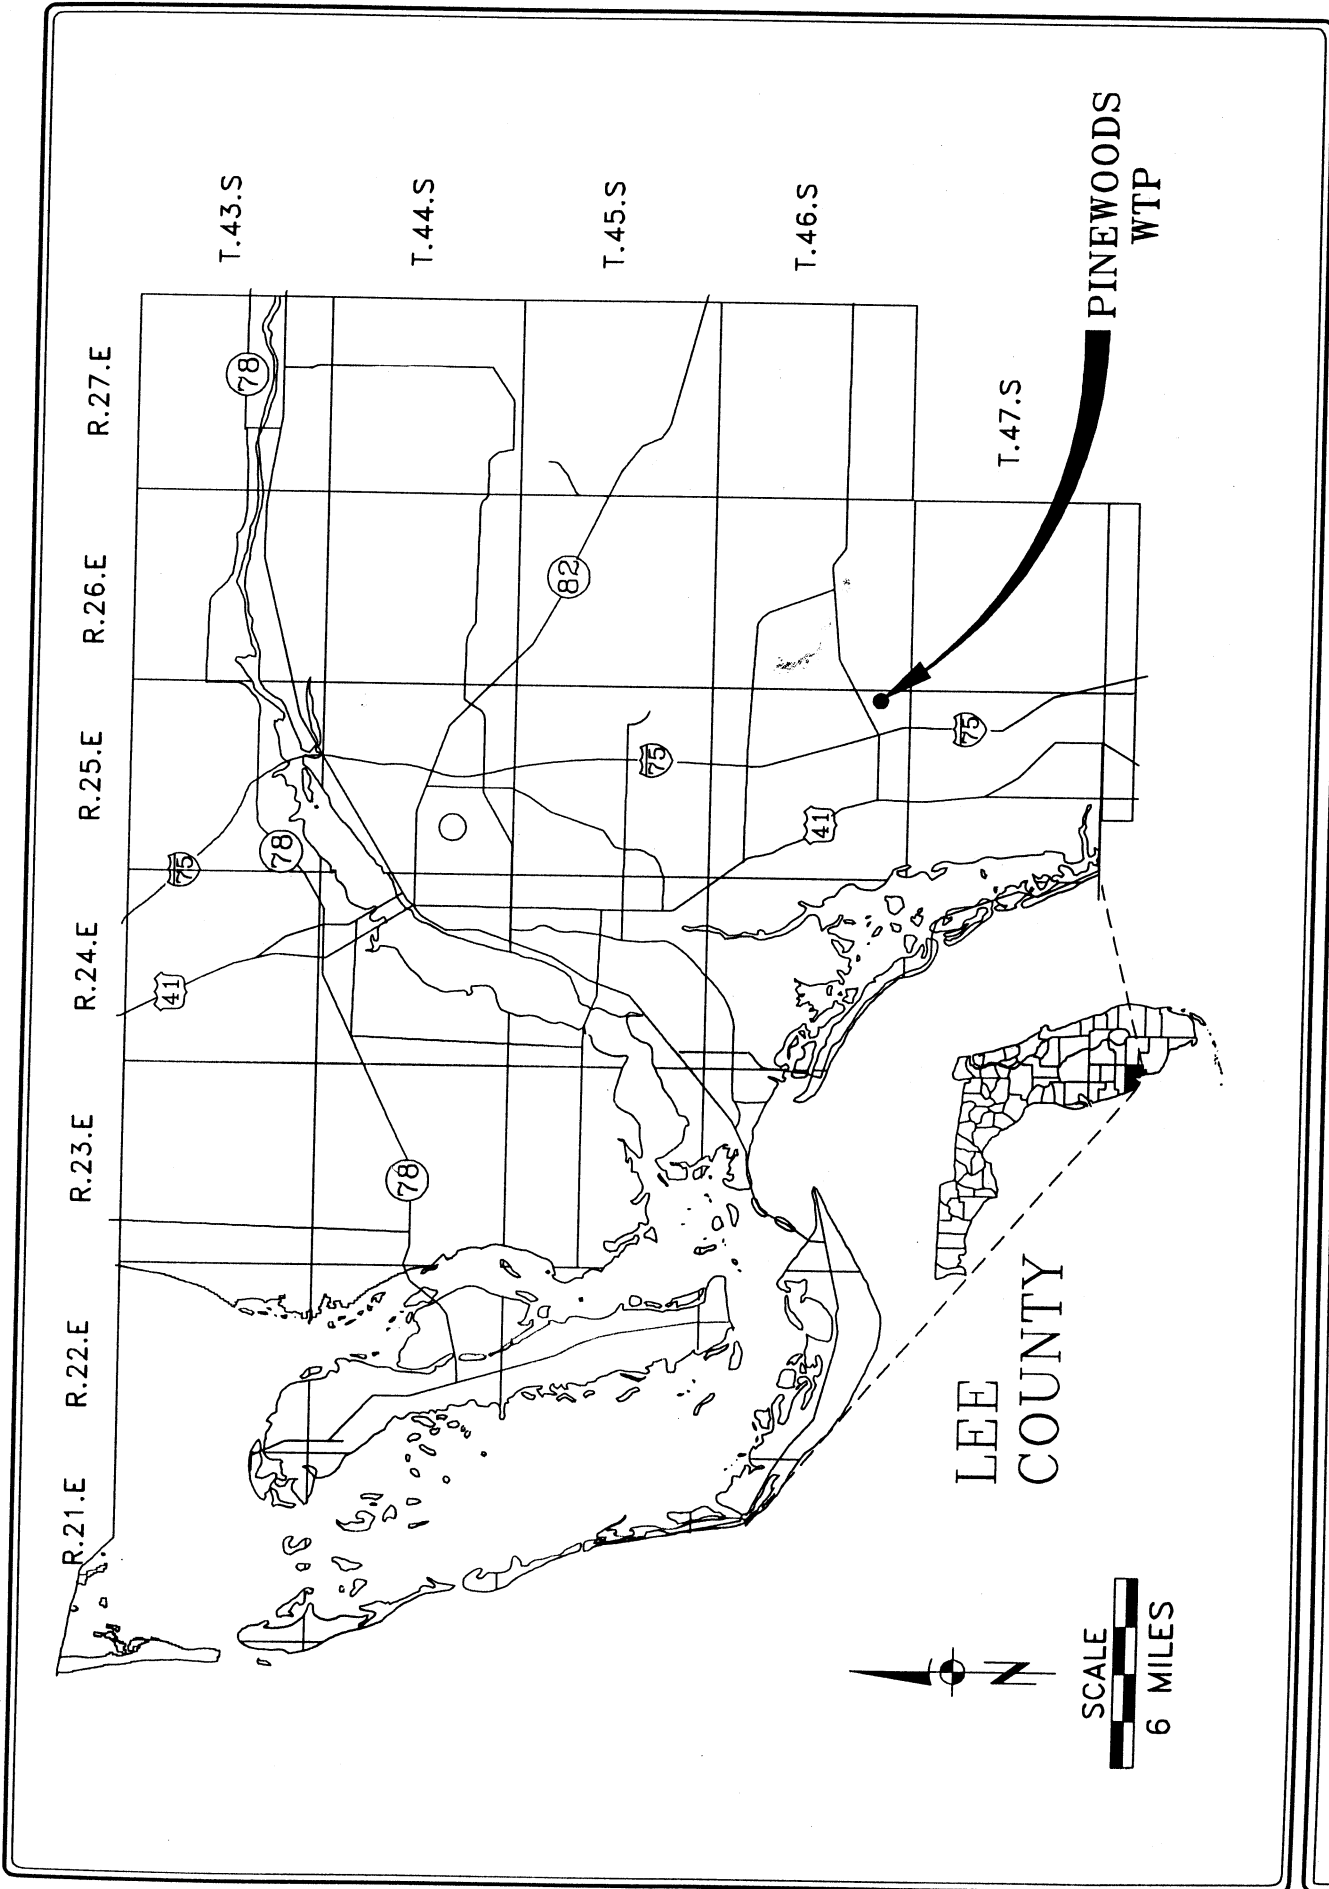 R.21.E
R.22.E
R.23.E
R.24.E
R.25.E
R.26.E
R.27.E
T.43.S
T.44.S
T.45.S
T.46.S
T.47.S
41
75
78
78
78
82
75
41
75
PINEWOODS
WTP
LEE
COUNTY
N
SCALE
6 MILES